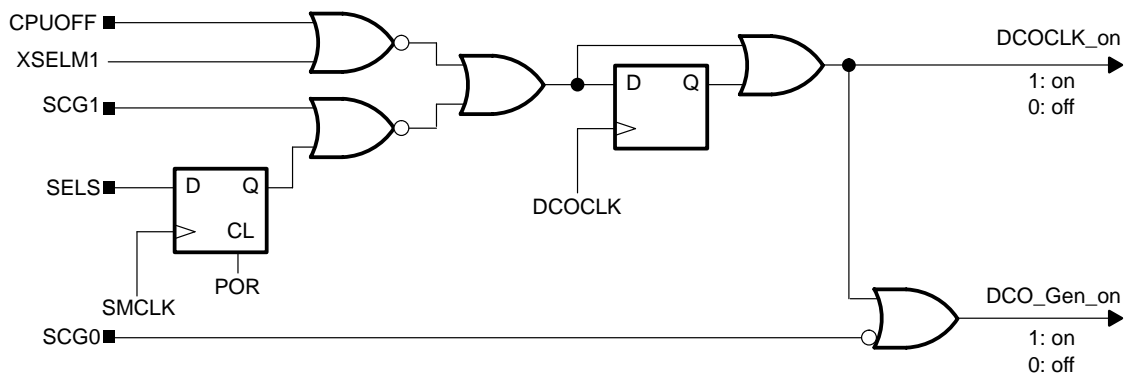 CPUOFF
XSELM1
SCG1
SELS
D Q
CL
POR
SMCLK
SCG0
D Q
DCOCLK
DCOCLK_on
1: on
0: off
DCO_Gen_on
1: on
0: off